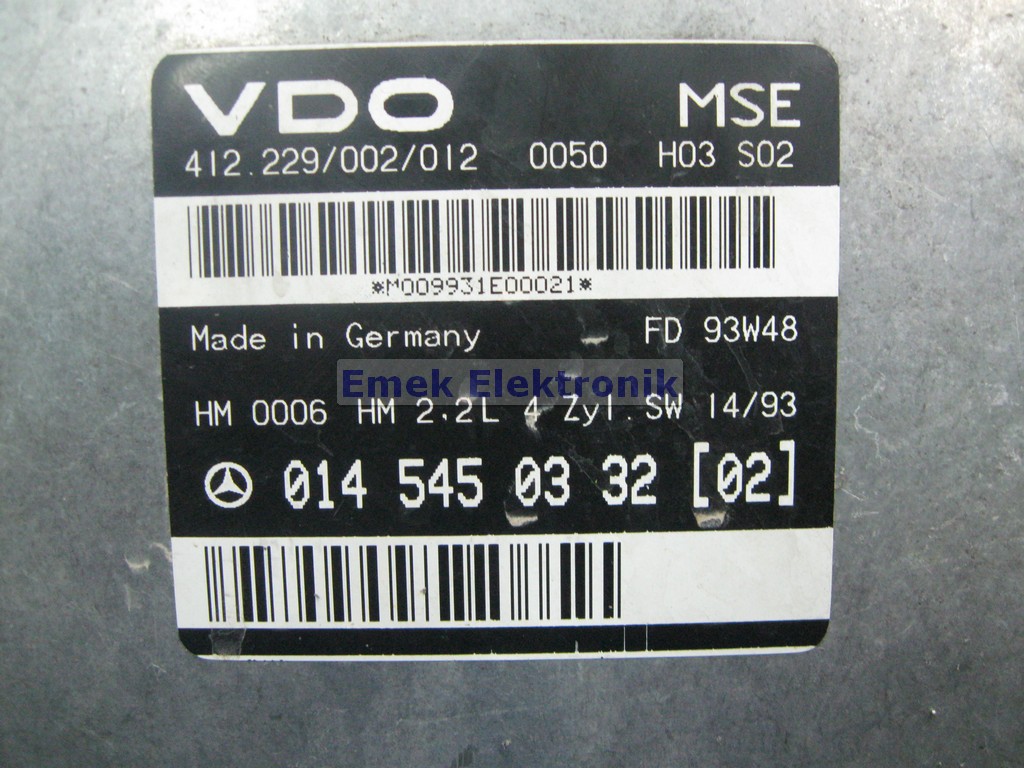 VDO MSE
412.229/002/012 0050 H03 S02
*M009931E00021*
Made in Germany FD 93W48
Emek Elektronik
HM 0006 HM 2.2L 4 Zyl. SW 14/93
014 545 03 32 [02]